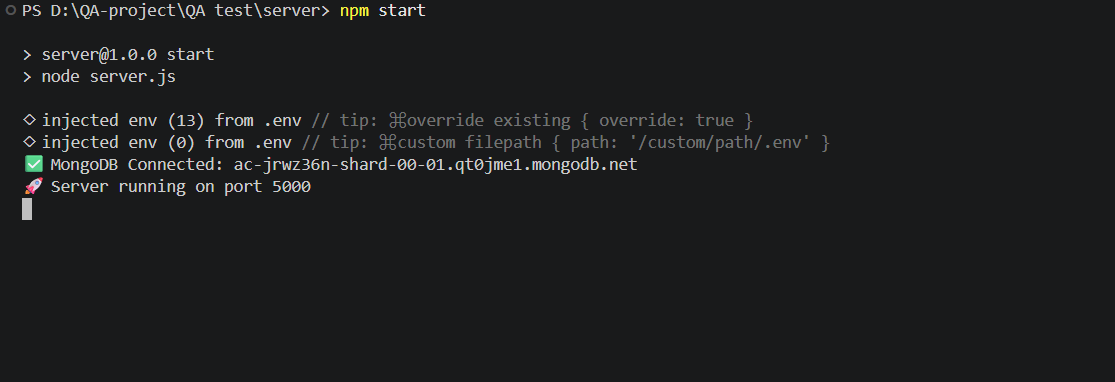 PS D:\QA-project\QA test\server> npm start
> server@1.0.0 start
> node server.js
◇ injected env (13) from .env // tip: ⌘ override existing { override: true }
◇ injected env (0) from .env // tip: ⌘ custom filepath { path: '/custom/path/.env' }
✅ MongoDB Connected: ac-jrwz36n-shard-00-01.qt0jme1.mongodb.net
🚀 Server running on port 5000